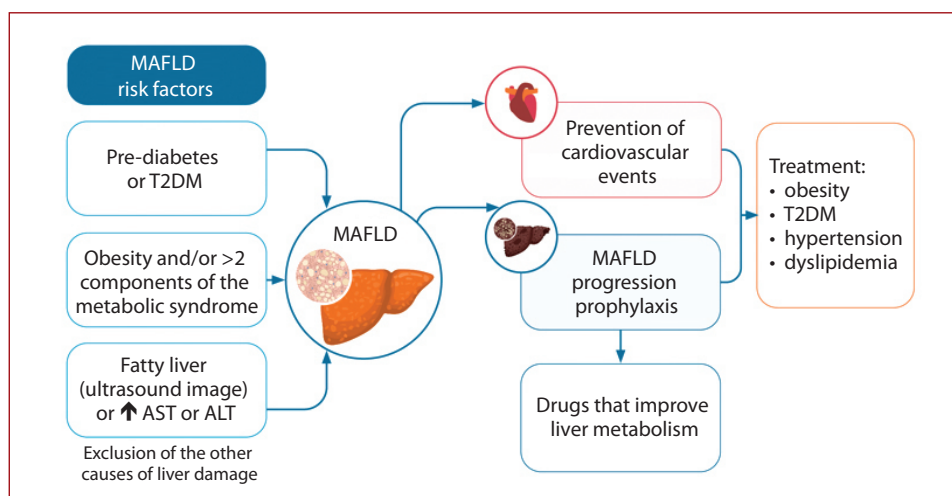 MAFLD
risk factors
Pre-diabetes
or T2DM
Obesity and/or >2
components of the
metabolic syndrome
Fatty liver
(ultrasound image)
or ↑ AST or ALT
Exclusion of the other
causes of liver damage
MAFLD
Prevention of
cardiovascular
events
MAFLD
progression
prophylaxis
Drugs that improve
liver metabolism
Treatment:
• obesity
• T2DM
• hypertension
• dyslipidemia